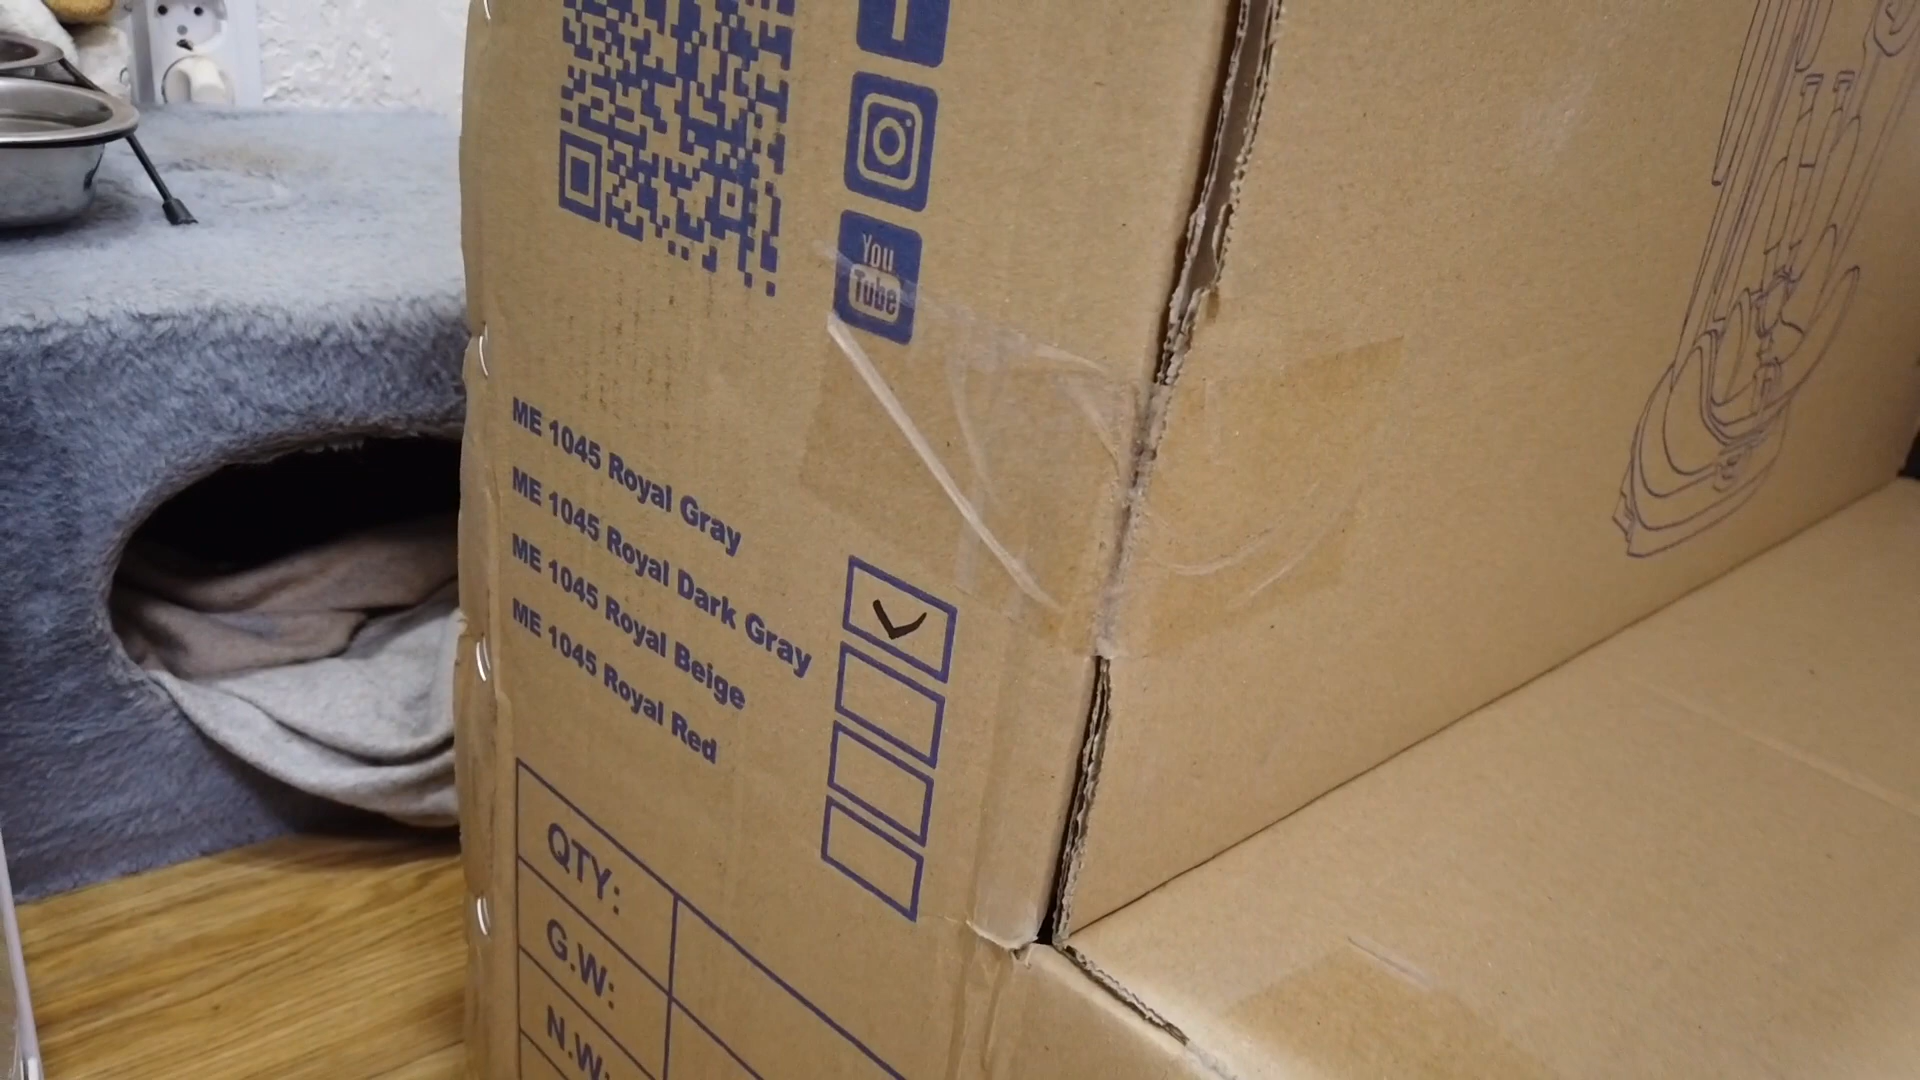 You
Tube
ME 1045 Royal Gray
ME 1045 Royal Dark Gray
ME 1045 Royal Beige
ME 1045 Royal Red
QTY:
G.W:
N.W: